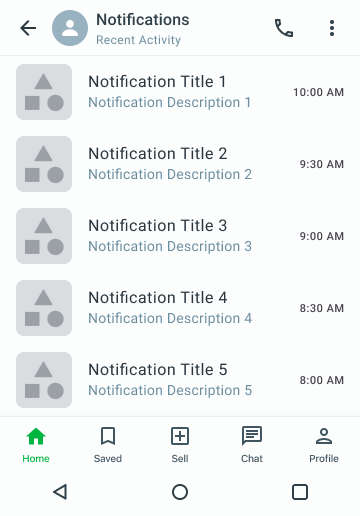 Notifications
Recent Activity
Notification Title 1
Notification Description 1
10:00 AM
Notification Title 2
Notification Description 2
9:30 AM
Notification Title 3
Notification Description 3
9:00 AM
Notification Title 4
Notification Description 4
8:30 AM
Notification Title 5
Notification Description 5
8:00 AM
Home Saved Sell Chat Profile